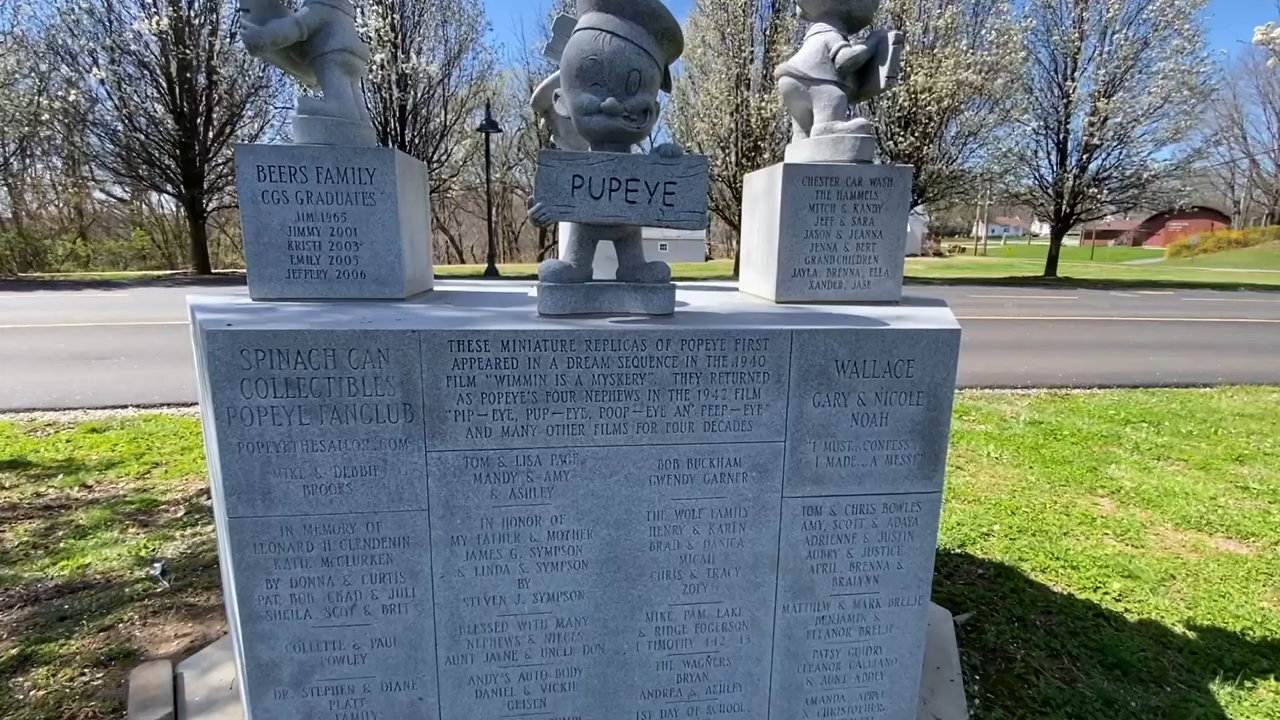 BEERS FAMILY
CGS GRADUATES
JIM 1965
JIMMY 2001
KRISTI 2003
EMILY 2005
JEFFERY 2006
PUPEYE
CHESTER CAR WASH
THE HAMMELS
MITCH & RANDY
JEFF & SARA
JASON & JEANNA
JENNA & BERT
GRANDCHILDREN
JAYLA, BRENNA, ELLA
XANDER, JASE
SPINACH CAN
COLLECTIBLES
POPEYE FANCLUB
POPEYETHESAILOR.COM
MIKE & DEBBIE
BROOKS
IN MEMORY OF
LEONARD H CLENDENIN
KATIE McCLURKEN
BY DONNA & CURTIS
PAT, BOB, CHAD & JULI
SHEILA, SCOT & BRIT
COLLETTE & PAUL
POWLEY
DR. STEPHEN & DIANE
PLATT
FAMILY
THESE MINIATURE REPLICAS OF POPEYE FIRST
APPEARED IN A DREAM SEQUENCE IN THE 1940
FILM "WIMMIN IS A MYSKERY". THEY RETURNED
AS POPEYE'S FOUR NEPHEWS IN THE 1942 FILM
"PIP-EYE, PUP-EYE, POOP-EYE AN' PEEP-EYE"
AND MANY OTHER FILMS FOR FOUR DECADES
TOM & LISA PAGE
MANDY & AMY
& ASHLEY
IN HONOR OF
MY FATHER & MOTHER
JAMES G. SYMPSON
& LINDA S. SYMPSON
BY
STEVEN J. SYMPSON
BLESSED WITH MANY
NEPHEWS & NIECES
AUNT JAYNE & UNCLE DON
ANDY'S AUTO BODY
DANIEL & VICKIE
GEISEN
BOB BUCKHAM
GWENDY GARNER
THE WOLF FAMILY
HENRY & KAREN
BRAD & DANICA
MICAH
CHRIS & TRACY
2019
MIKE, PAM, LAKE
& RIDGE FOGERSON
1 TIMOTHY 4:12-13
THE WAGNERS
BRYAN
ANDREA & ASHLEY
1ST DAY OF SCHOOL,
WALLACE
GARY & NICOLE
NOAH
"I MUST...CONFESS
I MADE...A MESS!"
TOM & CHRIS BOWLES
AMY, SCOTT & ADAYA
ADRIENNE & JUSTIN
AUBEY & JUSTICE
APRIL, BRENNA &
BRALYNN
MATTHEW & MARK BRELJE
BENJAMIN &
ELEANOR BRELJE
PATSY GUIDRY
ELEANOR GALLIANO
& AUNT ADDEY
AMANDA, APRIL
& CHRISTOPHER